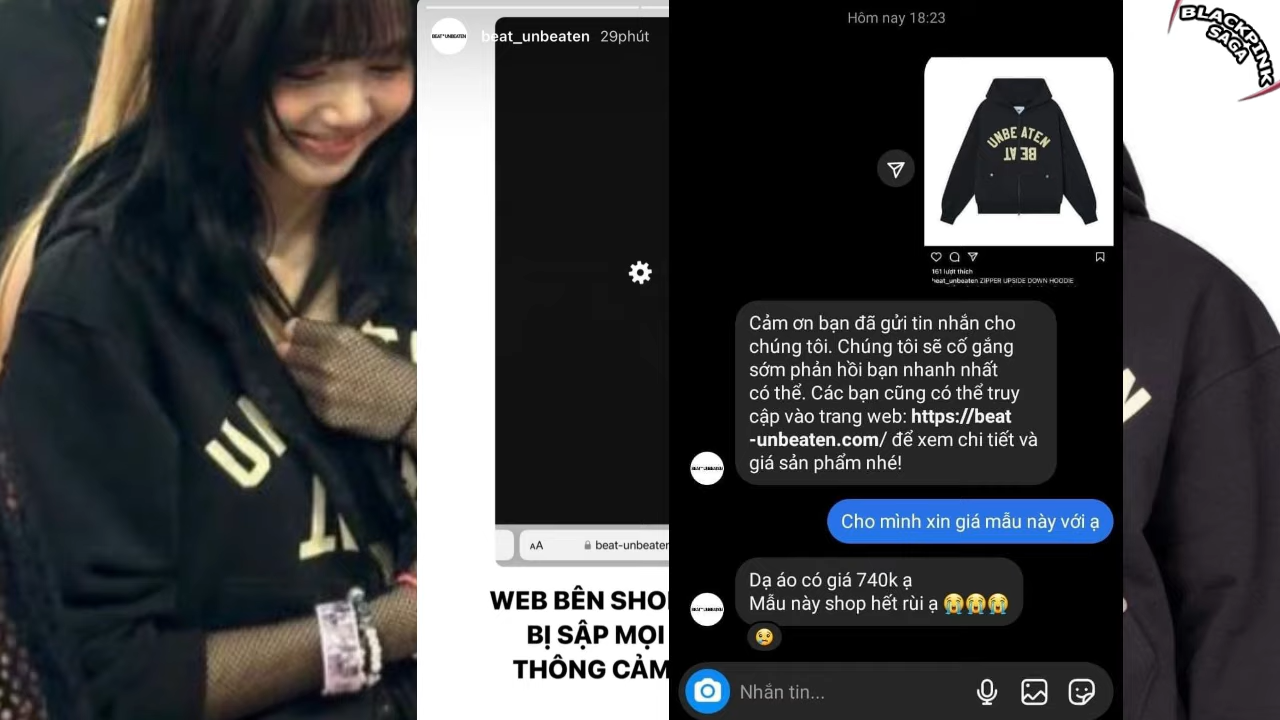 beat_unbeaten 29phút
AA beat-unbeaten
WEB BÊN SHO
BỊ SẬP MỌI
THÔNG CẢM
Hôm nay 18:23
UNBEATEN
BEAT
161 lượt thích
beat_unbeaten ZIPPER UPSIDE DOWN HOODIE
Cảm ơn bạn đã gửi tin nhắn cho
chúng tôi. Chúng tôi sẽ cố gắng
sớm phản hồi bạn nhanh nhất
có thể. Các bạn cũng có thể truy
cập vào trang web: https://beat
-unbeaten.com/ để xem chi tiết và
giá sản phẩm nhé!
Cho mình xin giá mẫu này với ạ
Dạ áo có giá 740k ạ
Mẫu này shop hết rùi ạ 😭😭😭
😢
Nhắn tin...
BLACKPINK
SAGA